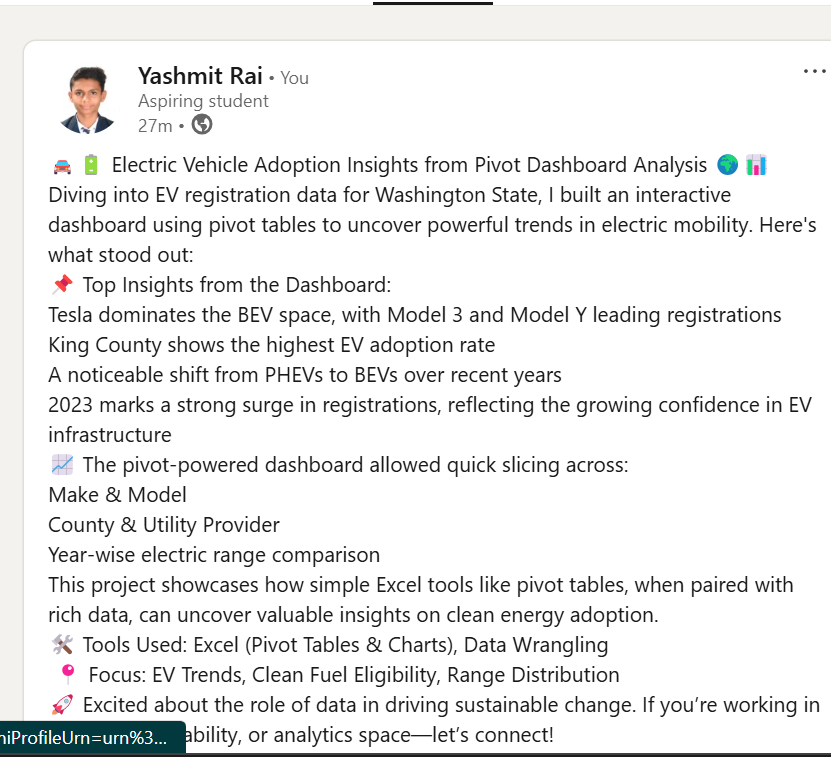 Yashmit Rai • You
Aspiring student
27m •
Electric Vehicle Adoption Insights from Pivot Dashboard Analysis
Diving into EV registration data for Washington State, I built an interactive
dashboard using pivot tables to uncover powerful trends in electric mobility. Here's
what stood out:
Top Insights from the Dashboard:
Tesla dominates the BEV space, with Model 3 and Model Y leading registrations
King County shows the highest EV adoption rate
A noticeable shift from PHEVs to BEVs over recent years
2023 marks a strong surge in registrations, reflecting the growing confidence in EV
infrastructure
The pivot-powered dashboard allowed quick slicing across:
Make & Model
County & Utility Provider
Year-wise electric range comparison
This project showcases how simple Excel tools like pivot tables, when paired with
rich data, can uncover valuable insights on clean energy adoption.
Tools Used: Excel (Pivot Tables & Charts), Data Wrangling
Focus: EV Trends, Clean Fuel Eligibility, Range Distribution
Excited about the role of data in driving sustainable change. If you’re working in
ability, or analytics space—let’s connect!
niProfileUrn=urn%3...